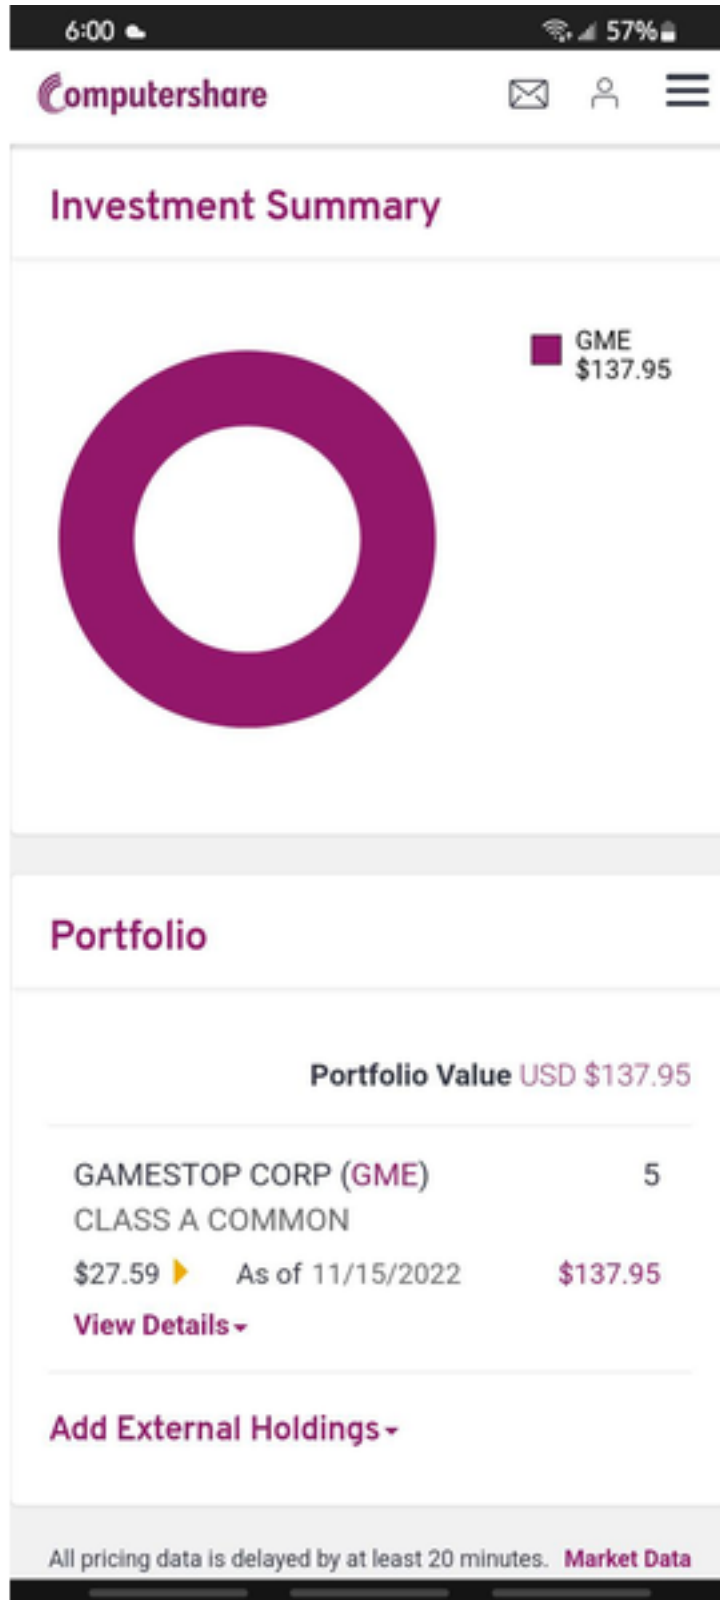 6:00 57%
Computershare
Investment Summary
GME
$137.95
Portfolio
Portfolio Value USD $137.95
GAMESTOP CORP (GME) 5
CLASS A COMMON
$27.59 As of 11/15/2022 $137.95
View Details
Add External Holdings
All pricing data is delayed by at least 20 minutes. Market Data